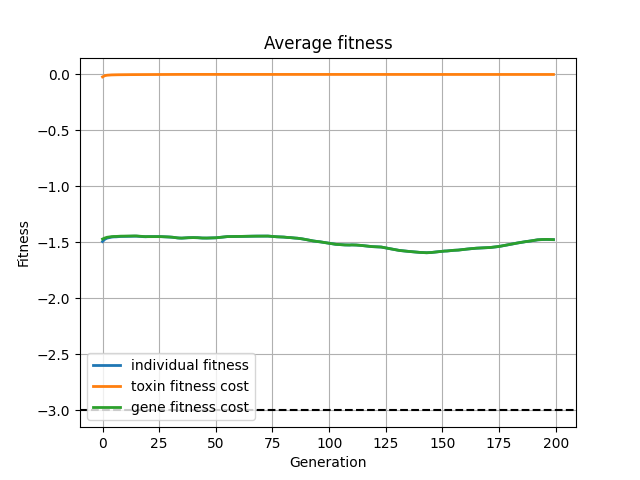 Average fitness
Fitness
0.0
−0.5
−1.0
−1.5
−2.0
−2.5
−3.0
individual fitness
toxin fitness cost
gene fitness cost
0 25 50 75 100 125 150 175 200
Generation